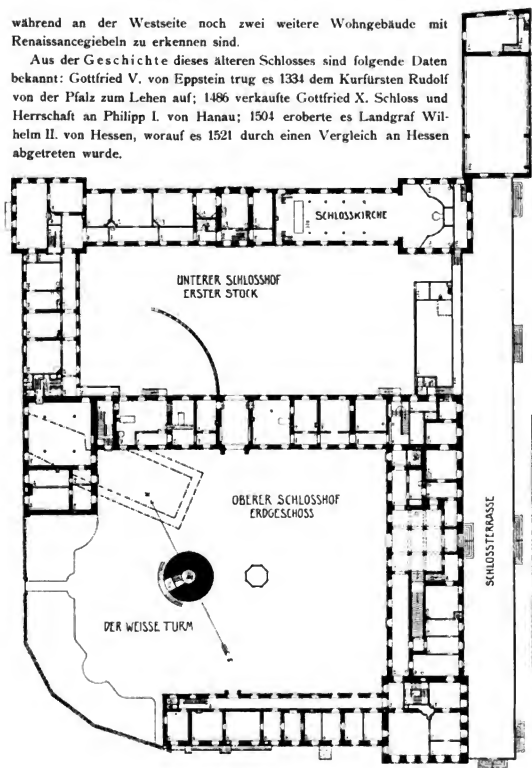 während an der Westseite noch zwei weitere Wohngebäude mit
Renaissancegiebeln zu erkennen sind.
Aus der Geschichte dieses älteren Schlosses sind folgende Daten
bekannt: Gottfried V. von Eppstein trug es 1334 dem Kurfürsten Rudolf
von der Pfalz zum Lehen auf; 1486 verkaufte Gottfried X. Schloss und
Herrschaft an Philipp I. von Hanau; 1504 eroberte es Landgraf Wil-
helm II. von Hessen, worauf es 1521 durch einen Vergleich an Hessen
abgetreten wurde.
SCHLOSSKIRCHE
UNTERER SCHLOSSHOF
ERSTER STOCK
OBERER SCHLOSSHOF
ERDGESCHOSS
SCHLOSSTERRASSE
DER WEISSE TURM